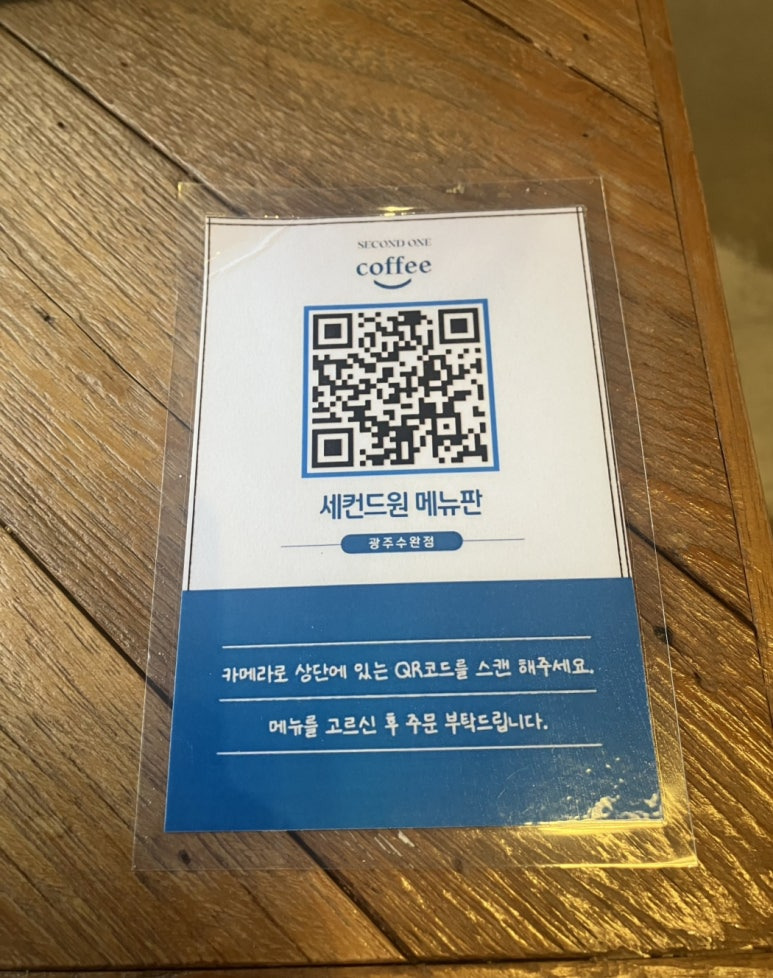 SECOND ONE
coffee
세컨드원 메뉴판
광주수완점
카메라로 상단에 있는 QR코드를 스캔 해주세요.
메뉴를 고르신 후 주문 부탁드립니다.